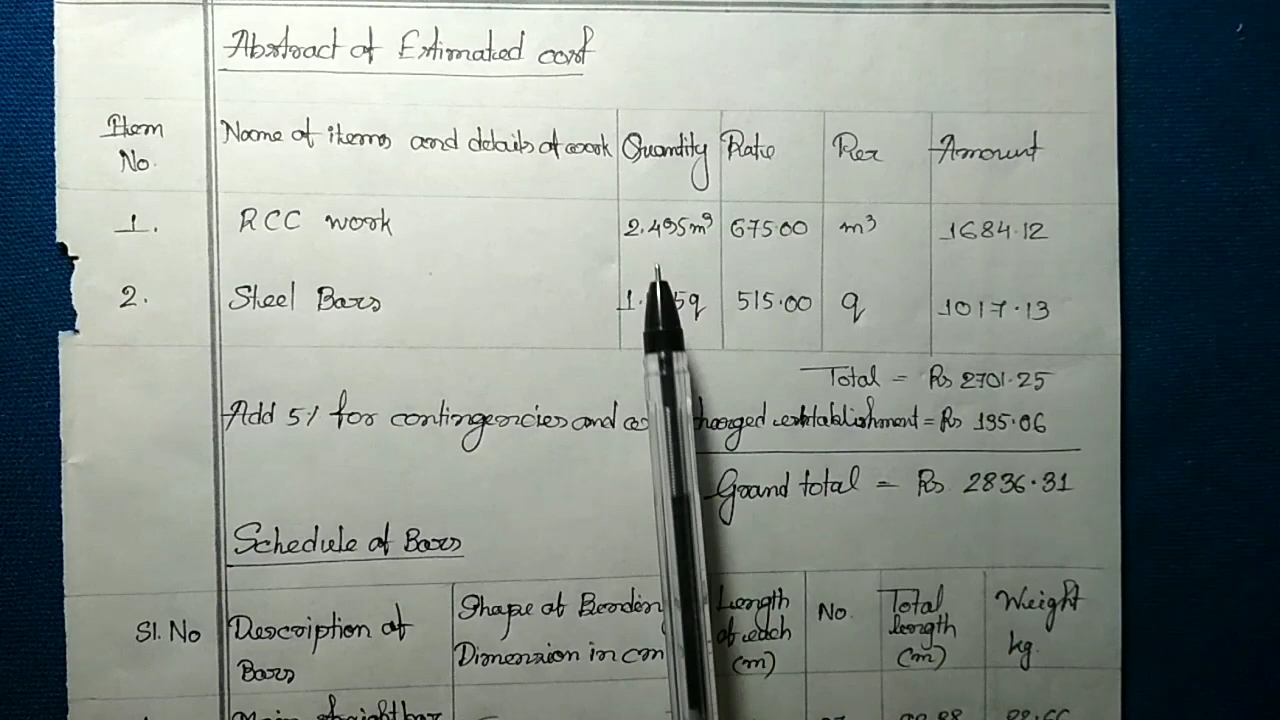 Abstract of Estimated cost
Item No. Name of items and details of work Quantity Rate Per Amount
1. RCC work 2.495m³ 675.00 m³ 1684.12
2. Steel Bars 515.00 q 1017.13
Total = Rs 2701.25
Add 5% for contingencies and establishment = Rs 135.06
Grand total = Rs 2836.31
Schedule of Bars
Sl. No Description of Bars Shape of Dimension in cm Length of each (m) No. Total length (m) Weight kg.